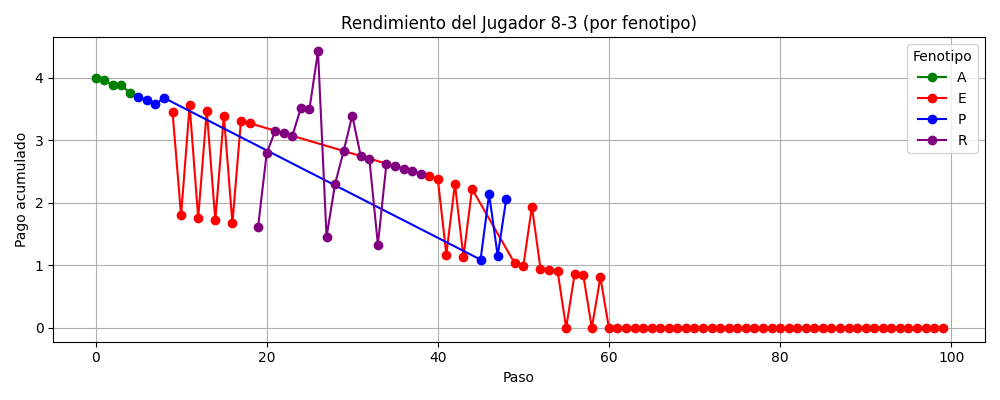 Rendimiento del Jugador 8-3 (por fenotipo)
Pago acumulado
4
3
2
1
0
0
20
40
60
80
100
Paso
Fenotipo
A
E
P
R